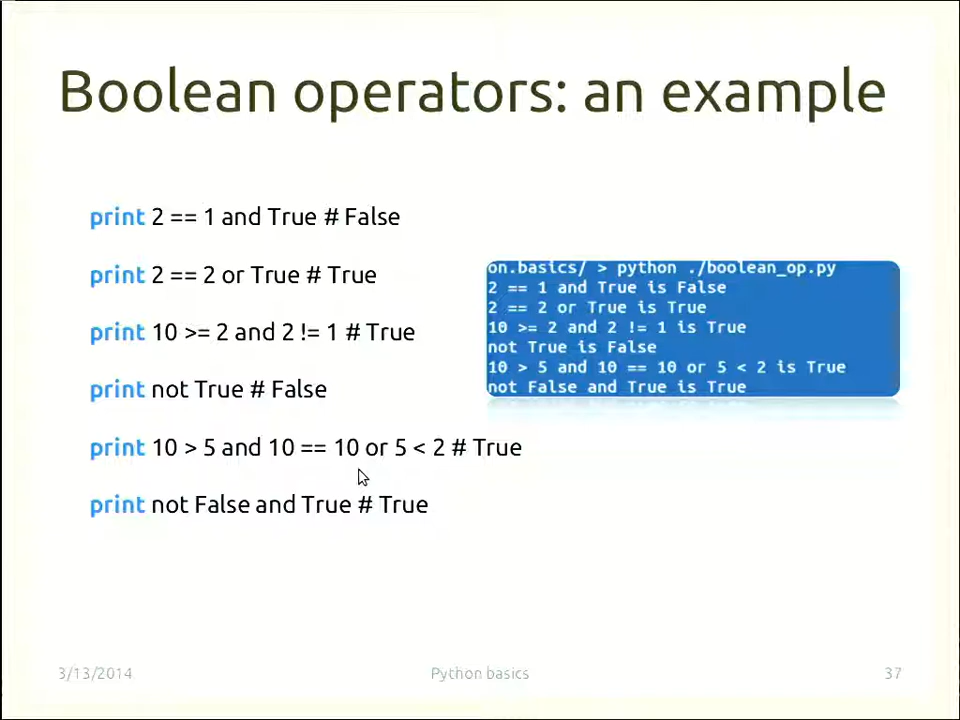 Boolean operators: an example
print 2 == 1 and True # False
print 2 == 2 or True # True
print 10 >= 2 and 2 != 1 # True
print not True # False
print 10 > 5 and 10 == 10 or 5 < 2 # True
print not False and True # True
on.basics/ > python ./boolean_op.py
2 == 1 and True is False
2 == 2 or True is True
10 >= 2 and 2 != 1 is True
not True is False
10 > 5 and 10 == 10 or 5 < 2 is True
not False and True is True
3/13/2014
Python basics
37